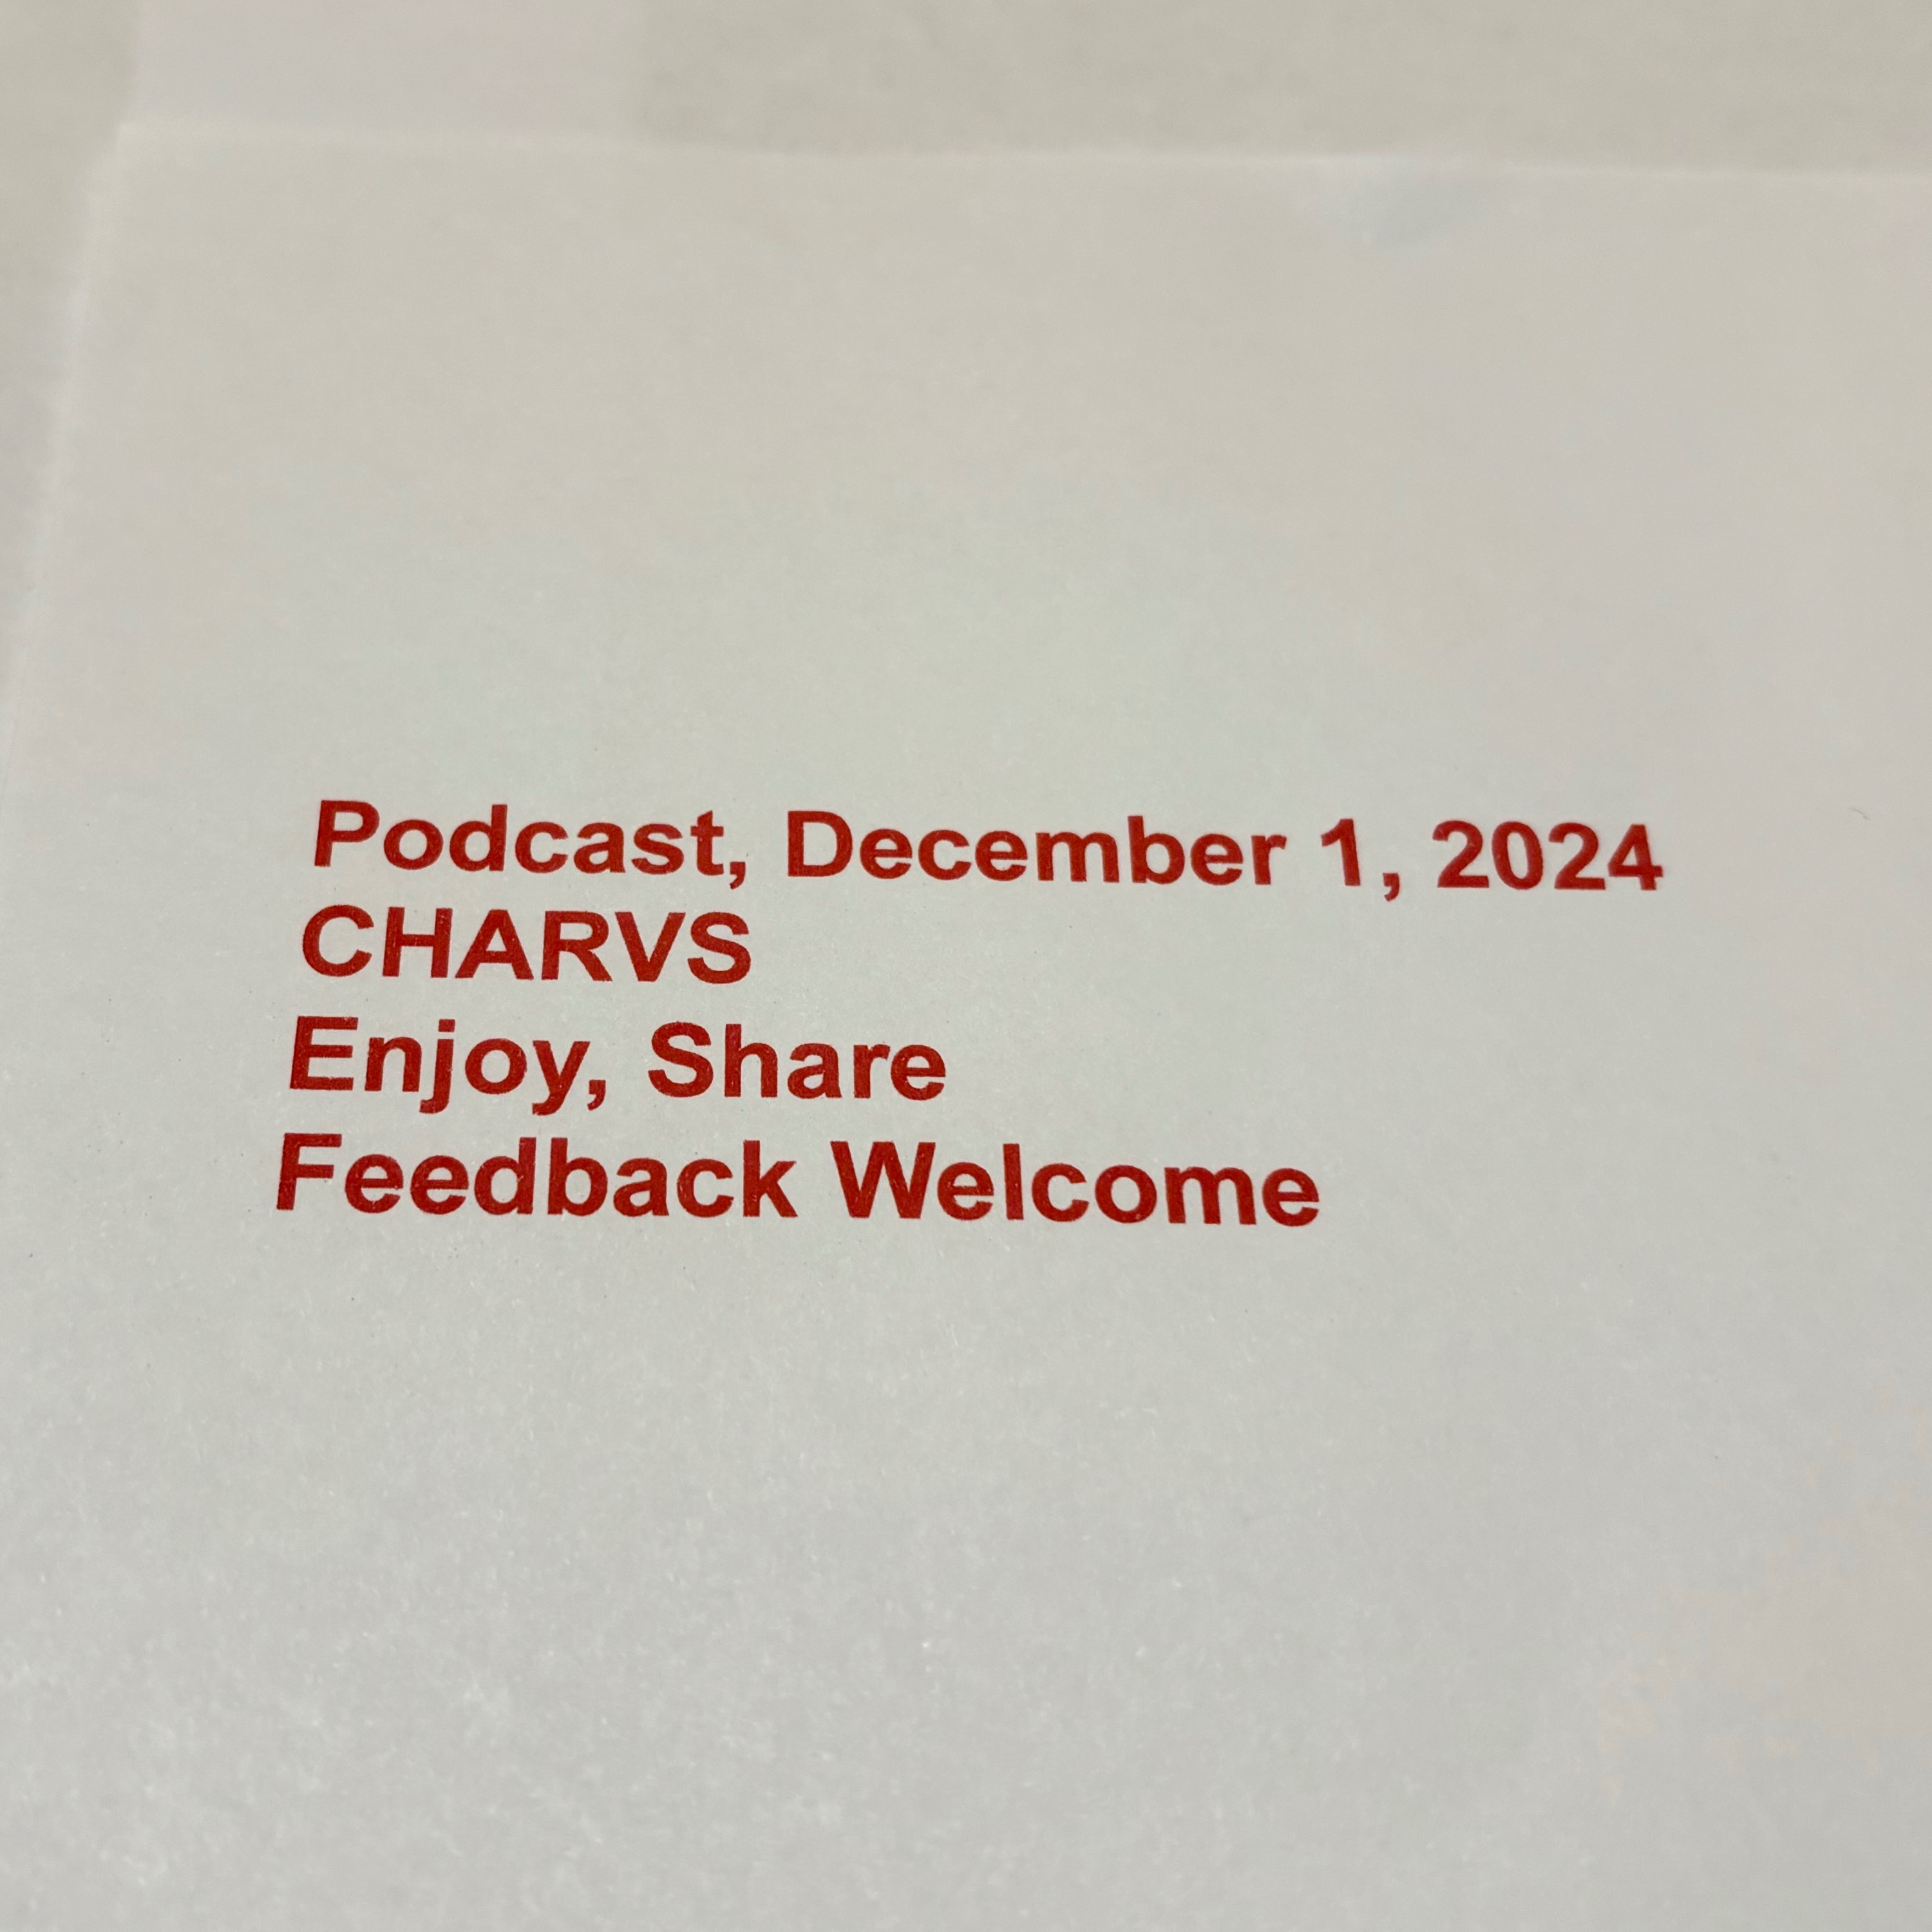 Podcast, December 1, 2024
CHARVS
Enjoy, Share
Feedback Welcome